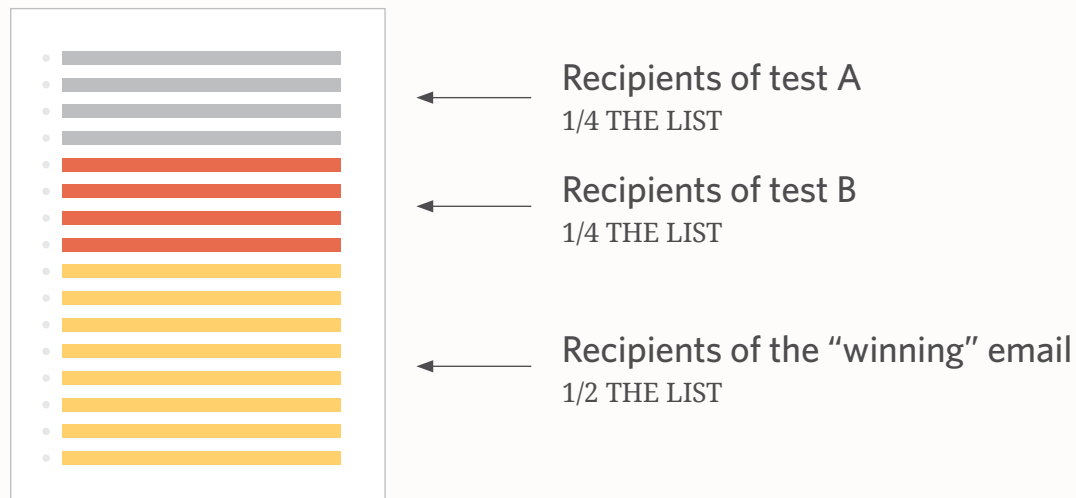 Recipients of test A
1/4 THE LIST
Recipients of test B
1/4 THE LIST
Recipients of the “winning” email
1/2 THE LIST